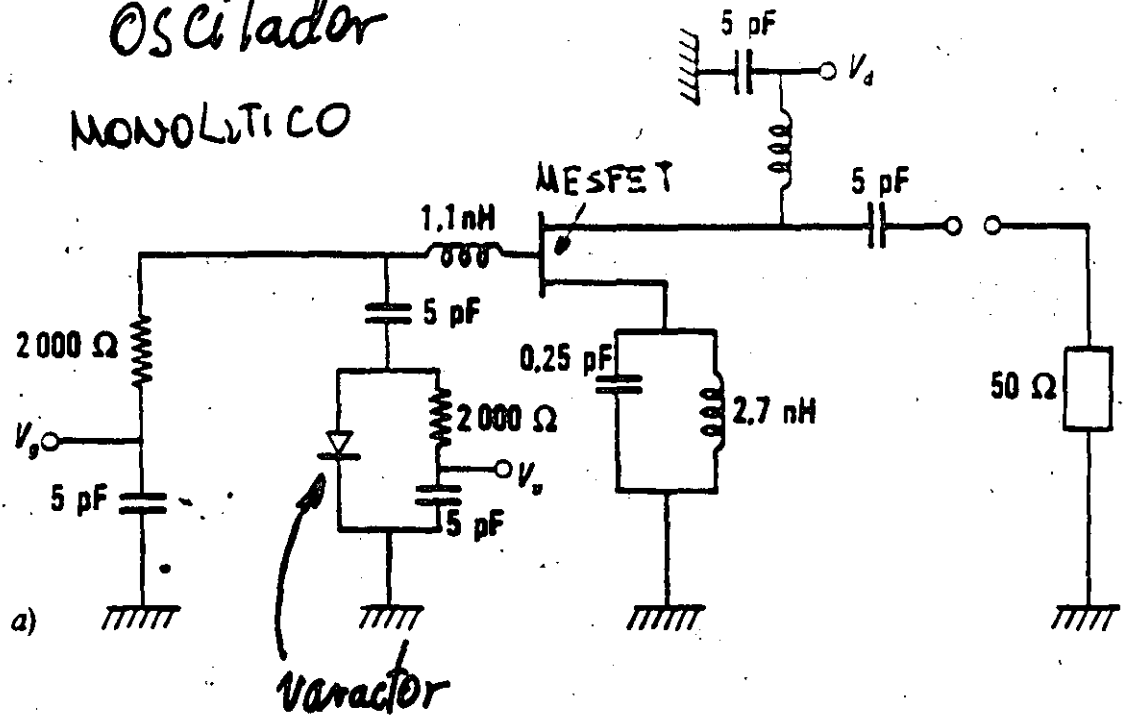 Oscilador
MONOLITICO
5 pF
V_d
MESFET
5 pF
1,1 nH
5 pF
2 000 Ω
0,25 pF
50 Ω
2 000 Ω
2,7 nH
V_g
V_v
5 pF
5 pF
a)
Varactor